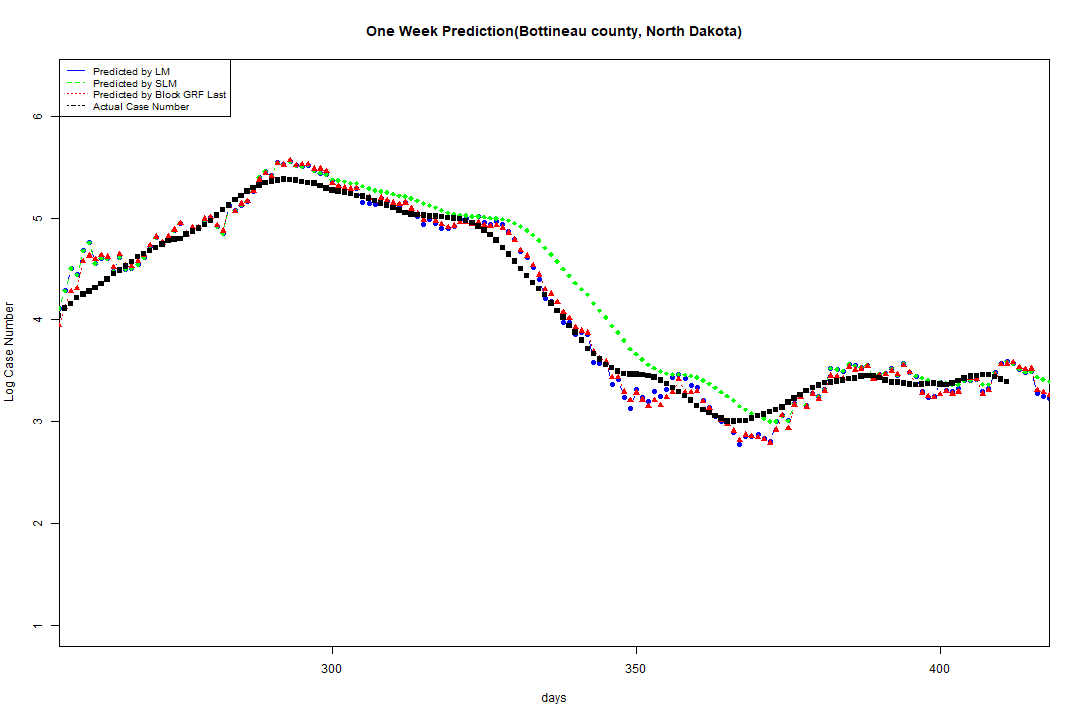 One Week Prediction(Bottineau county, North Dakota)
Predicted by LM
Predicted by SLM
Predicted by Block GRF Last
Actual Case Number
6
5
4
3
2
1
Log Case Number
300 350 400
days